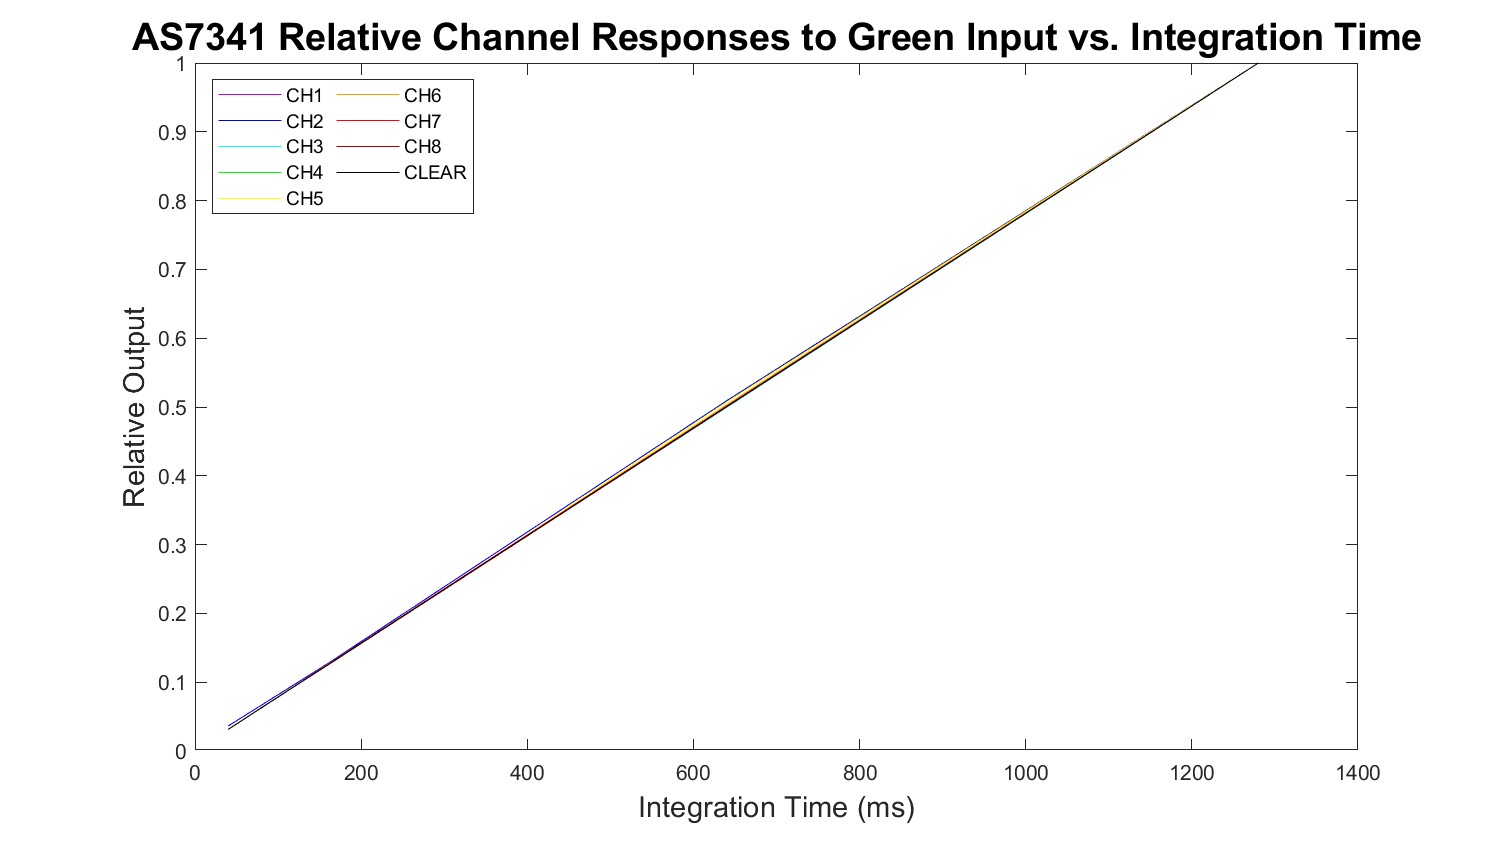 AS7341 Relative Channel Responses to Green Input vs. Integration Time
1
CH1 CH6
0.9
CH2 CH7
CH3 CH8
CH4 CLEAR
0.8
CH5
0.7
0.6
Relative Output
0.5
0.4
0.3
0.2
0.1
0
0 200 400 600 800 1000 1200 1400
Integration Time (ms)